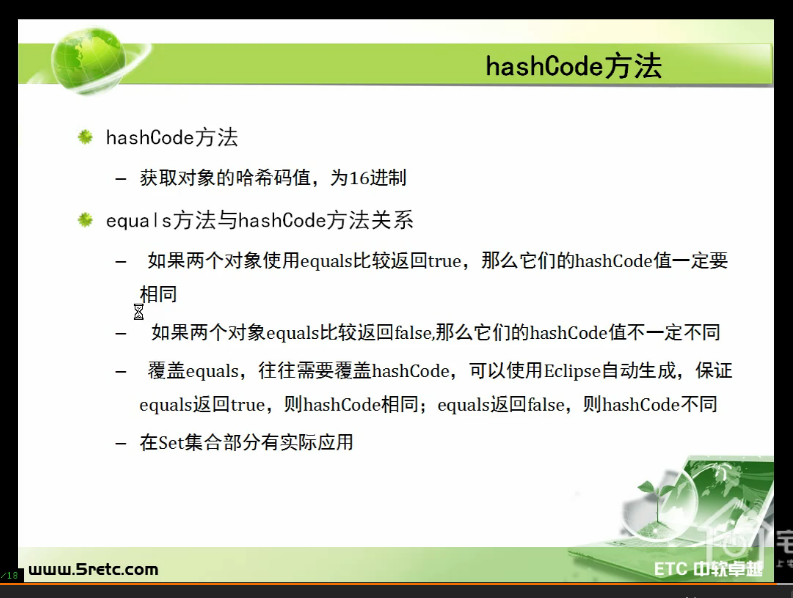 hashCode方法
hashCode方法
– 获取对象的哈希码值，为16进制
equals方法与hashCode方法关系
– 如果两个对象使用equals比较返回true，那么它们的hashCode值一定要
相同
– 如果两个对象equals比较返回false,那么它们的hashCode值不一定不同
– 覆盖equals，往往需要覆盖hashCode，可以使用Eclipse自动生成，保证
equals返回true，则hashCode相同；equals返回false，则hashCode不同
– 在Set集合部分有实际应用
/18
www.5retc.com
ETC 中软卓越
宅